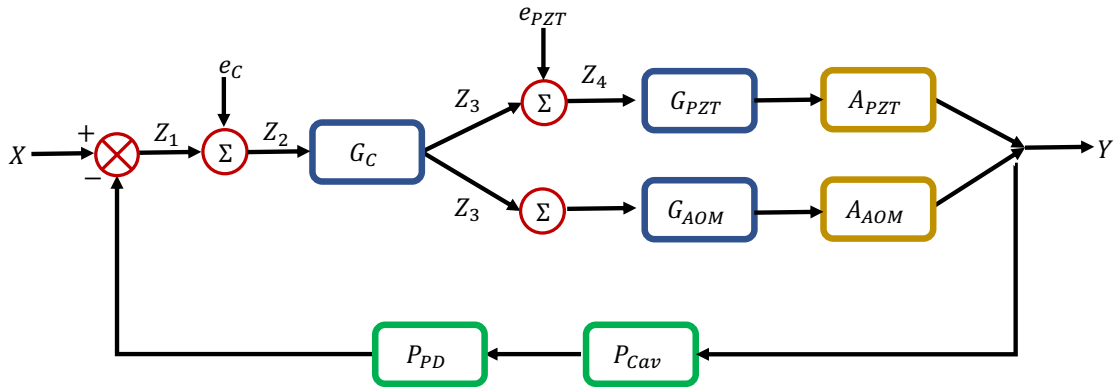 e_PZT
e_C
Z_4
G_PZT
A_PZT
Z_3
Σ
X
+
−
Z_1
Σ
Z_2
G_C
Y
Z_3
Σ
G_AOM
A_AOM
P_PD
P_Cav